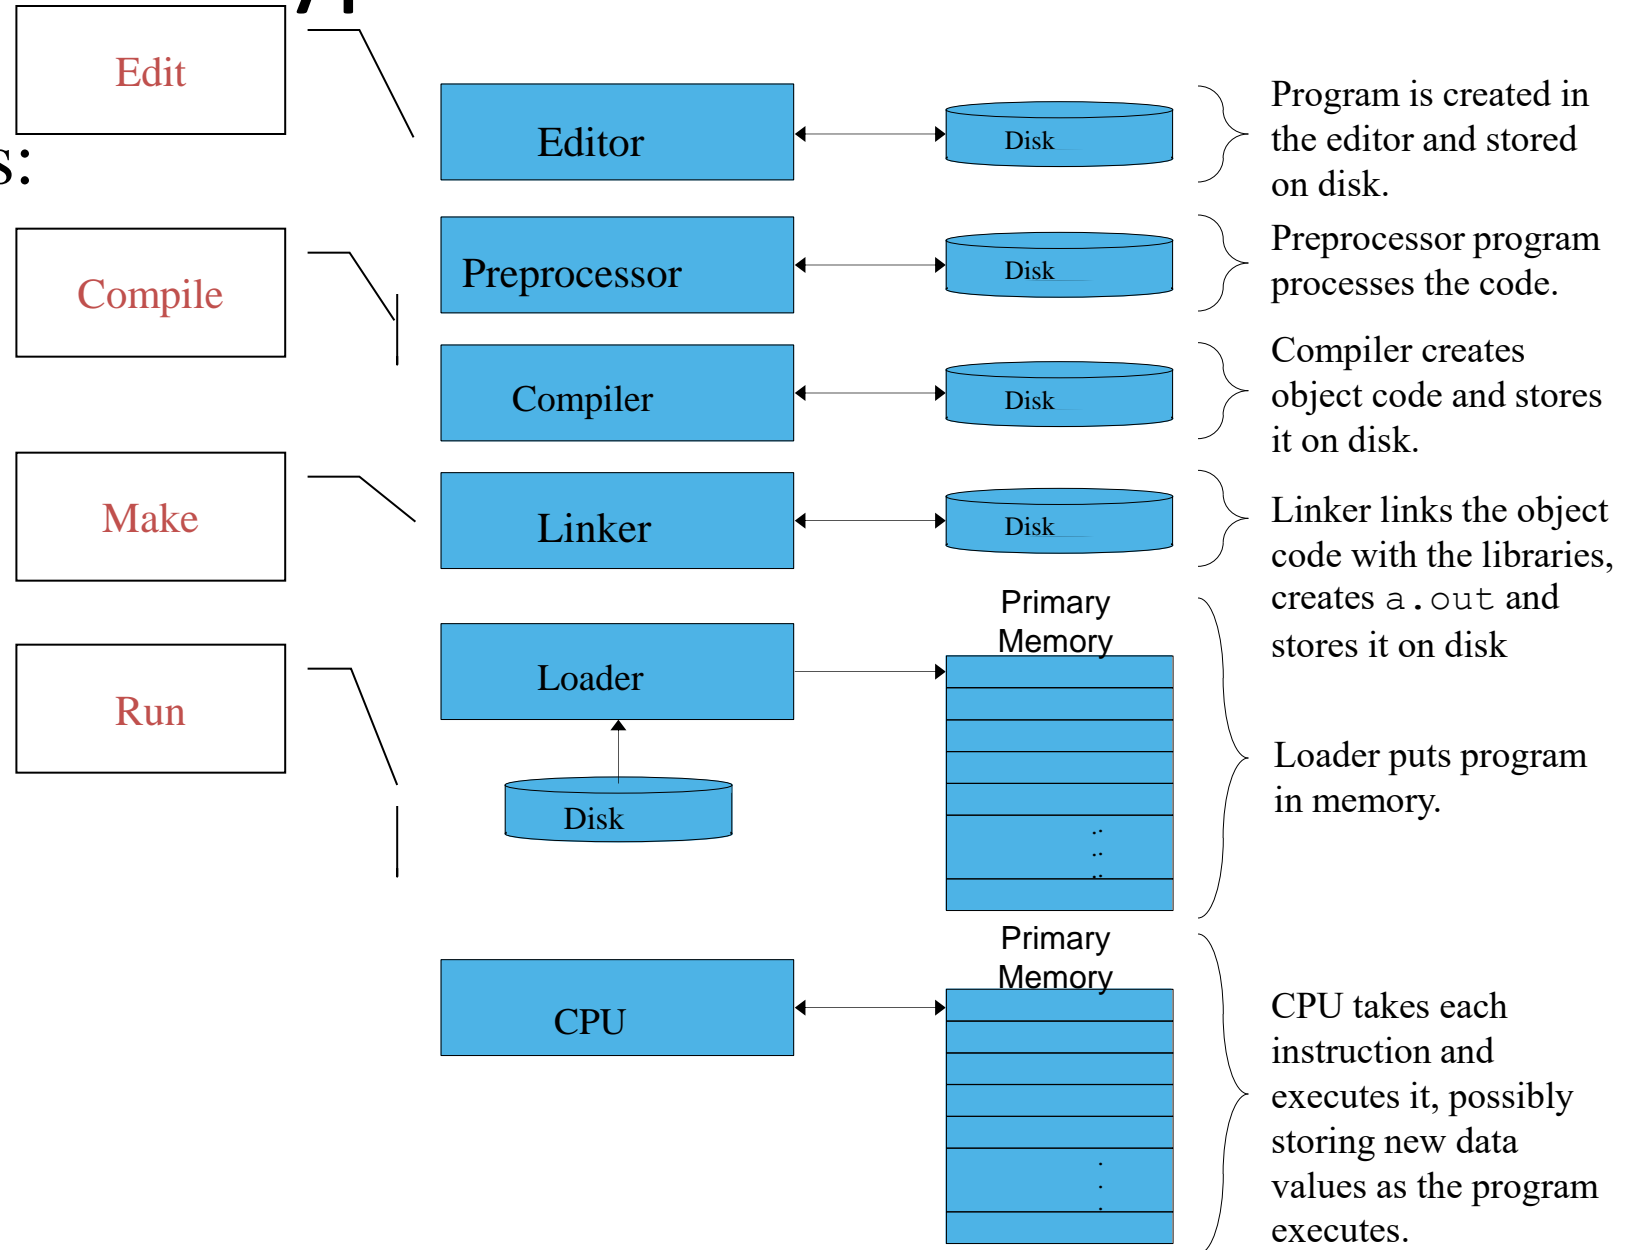 s:
Edit
Compile
Make
Run
Editor
Disk
Program is created in
the editor and stored
on disk.
Preprocessor
Disk
Preprocessor program
processes the code.
Compiler
Disk
Compiler creates
object code and stores
it on disk.
Linker
Disk
Linker links the object
code with the libraries,
creates a.out and
stores it on disk
Loader
Disk
Primary
Memory
Loader puts program
in memory.
CPU
Primary
Memory
CPU takes each
instruction and
executes it, possibly
storing new data
values as the program
executes.